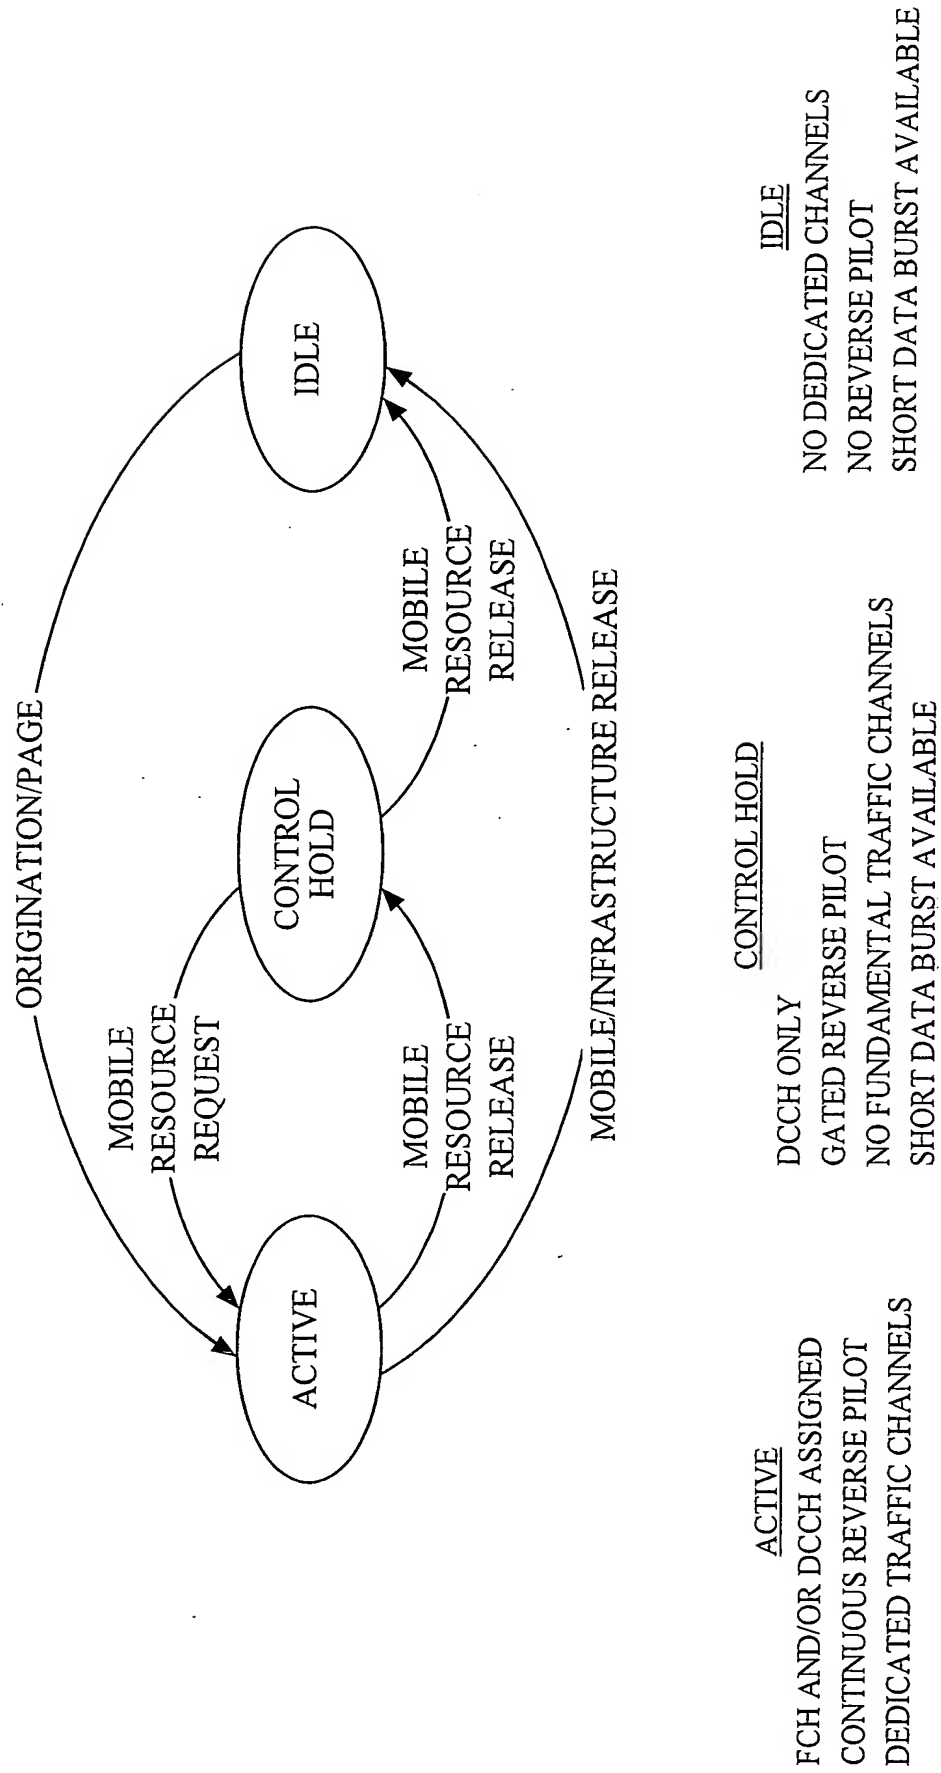 ORIGINATION/PAGE
MOBILE
RESOURCE
REQUEST
ACTIVE
CONTROL
HOLD
IDLE
MOBILE
RESOURCE
RELEASE
MOBILE
RESOURCE
RELEASE
MOBILE/INFRASTRUCTURE RELEASE
ACTIVE
FCH AND/OR DCCH ASSIGNED
CONTINUOUS REVERSE PILOT
DEDICATED TRAFFIC CHANNELS
CONTROL HOLD
DCCH ONLY
GATED REVERSE PILOT
NO FUNDAMENTAL TRAFFIC CHANNELS
SHORT DATA BURST AVAILABLE
IDLE
NO DEDICATED CHANNELS
NO REVERSE PILOT
SHORT DATA BURST AVAILABLE